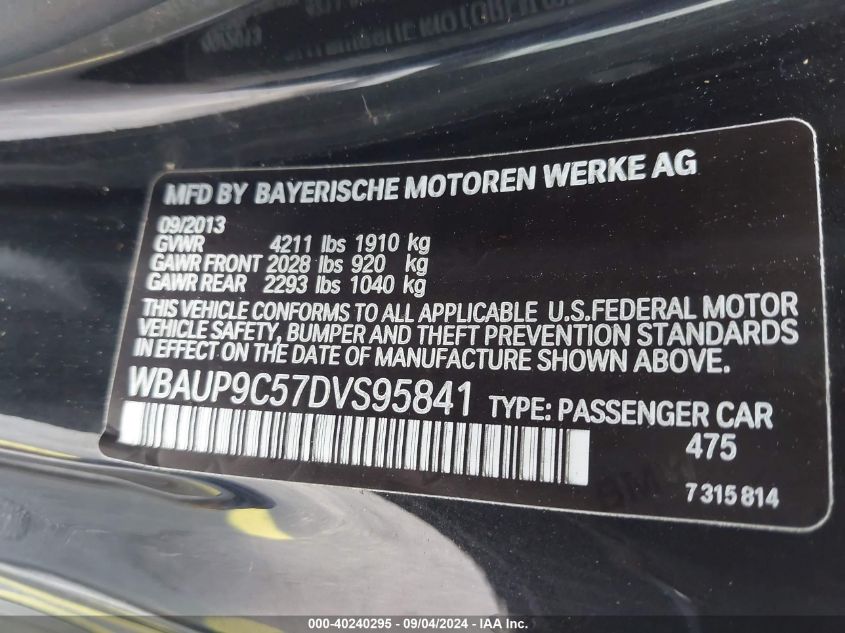 MFD BY BAYERISCHE MOTOREN WERKE AG
09/2013
GVWR 4211 lbs 1910 kg
GAWR FRONT 2028 lbs 920 kg
GAWR REAR 2293 lbs 1040 kg
THIS VEHICLE CONFORMS TO ALL APPLICABLE U.S.FEDERAL MOTOR
VEHICLE SAFETY, BUMPER AND THEFT PREVENTION STANDARDS
IN EFFECT ON THE DATE OF MANUFACTURE SHOWN ABOVE.
WBAUP9C57DVS95841 TYPE: PASSENGER CAR
475
7315814
000-40240295 - 09/04/2024 - IAA Inc.